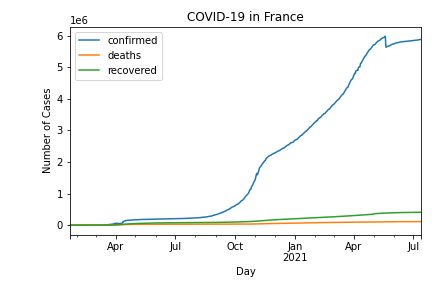 COVID-19 in France
1e6
confirmed
deaths
recovered
Number of Cases
6
5
4
3
2
1
0
Apr
Jul
Oct
Jan
2021
Apr
Jul
Day